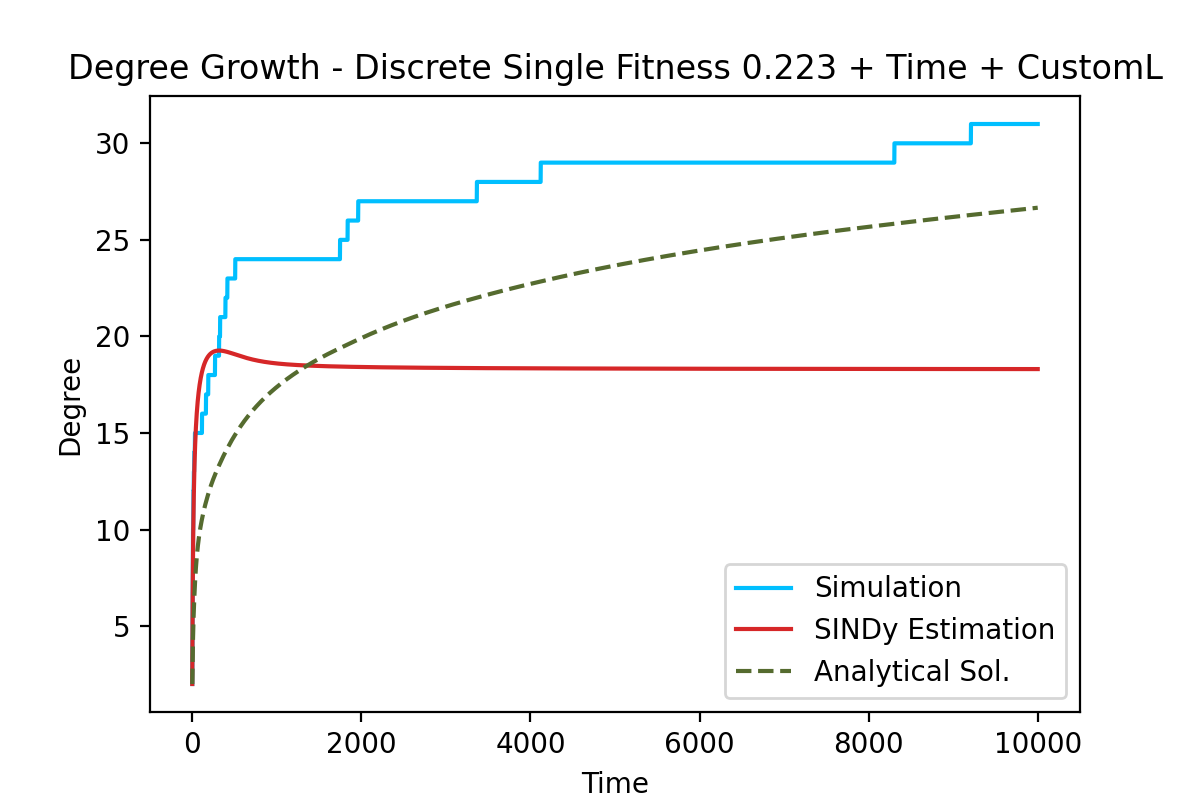 Degree Growth - Discrete Single Fitness 0.223 + Time + CustomL
30
25
20
15
10
5
Degree
Simulation
SINDy Estimation
Analytical Sol.
0 2000 4000 6000 8000 10000
Time